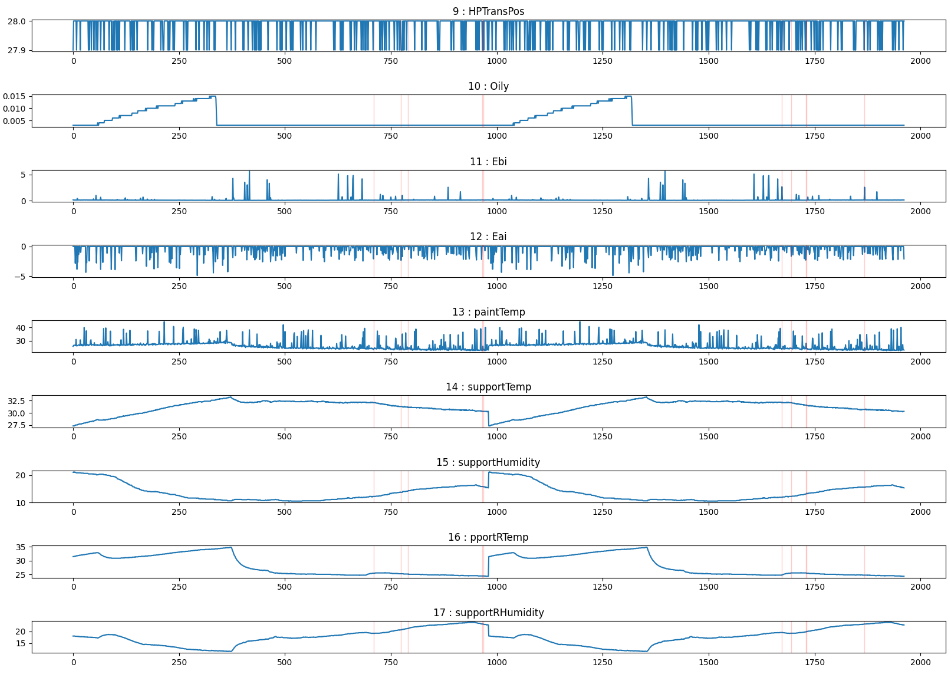 9 : HPTransPos
28.0
27.9
0 250 500 750 1000 1250 1500 1750 2000
10 : Oily
0.015
0.010
0.005
0 250 500 750 1000 1250 1500 1750 2000
11 : Ebi
5
0
0 250 500 750 1000 1250 1500 1750 2000
12 : Eai
0
−5
0 250 500 750 1000 1250 1500 1750 2000
13 : paintTemp
40
30
0 250 500 750 1000 1250 1500 1750 2000
14 : supportTemp
32.5
30.0
27.5
0 250 500 750 1000 1250 1500 1750 2000
15 : supportHumidity
20
10
0 250 500 750 1000 1250 1500 1750 2000
16 : pportRTemp
35
30
25
0 250 500 750 1000 1250 1500 1750 2000
17 : supportRHumidity
20
15
0 250 500 750 1000 1250 1500 1750 2000